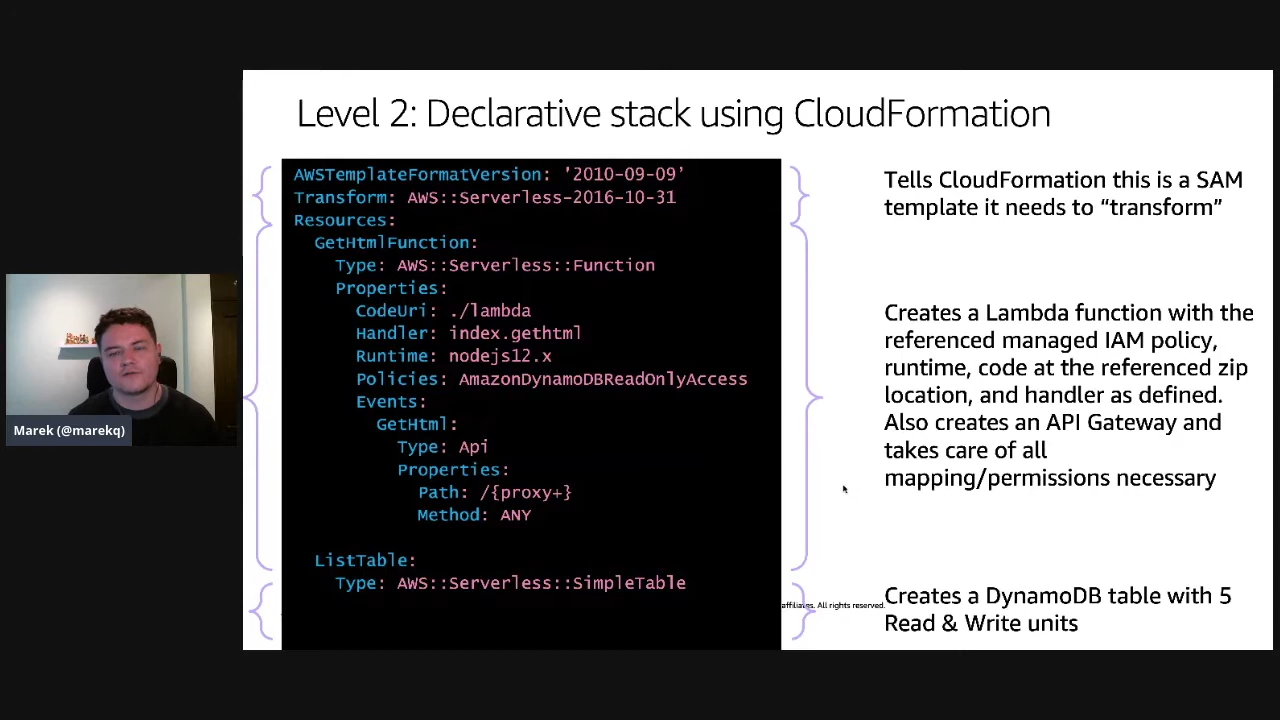 Level 2: Declarative stack using CloudFormation
AWSTemplateFormatVersion: '2010-09-09'
Transform: AWS::Serverless-2016-10-31
Resources:
GetHtmlFunction:
Type: AWS::Serverless::Function
Properties:
CodeUri: ./lambda
Handler: index.gethtml
Runtime: nodejs12.x
Policies: AmazonDynamoDBReadOnlyAccess
Events:
GetHtml:
Type: Api
Properties:
Path: /{proxy+}
Method: ANY
ListTable:
Type: AWS::Serverless::SimpleTable
Tells CloudFormation this is a SAM
template it needs to “transform”
Creates a Lambda function with the
referenced managed IAM policy,
runtime, code at the referenced zip
location, and handler as defined.
Also creates an API Gateway and
takes care of all
mapping/permissions necessary
affiliates. All rights reserved.
Creates a DynamoDB table with 5
Read & Write units
Marek (@marekq)